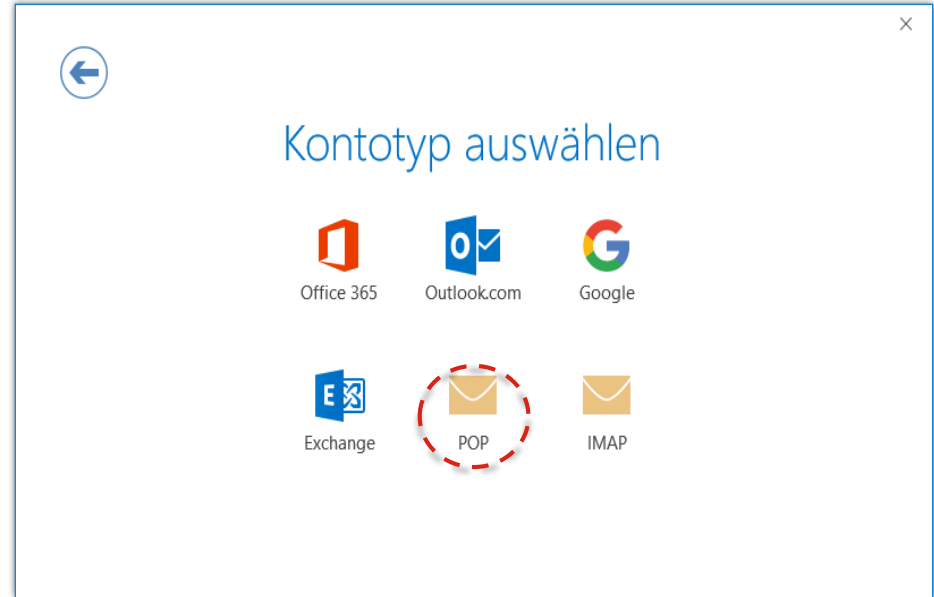 Kontotyp auswählen
Office 365
Outlook.com
Google
Exchange
POP
IMAP